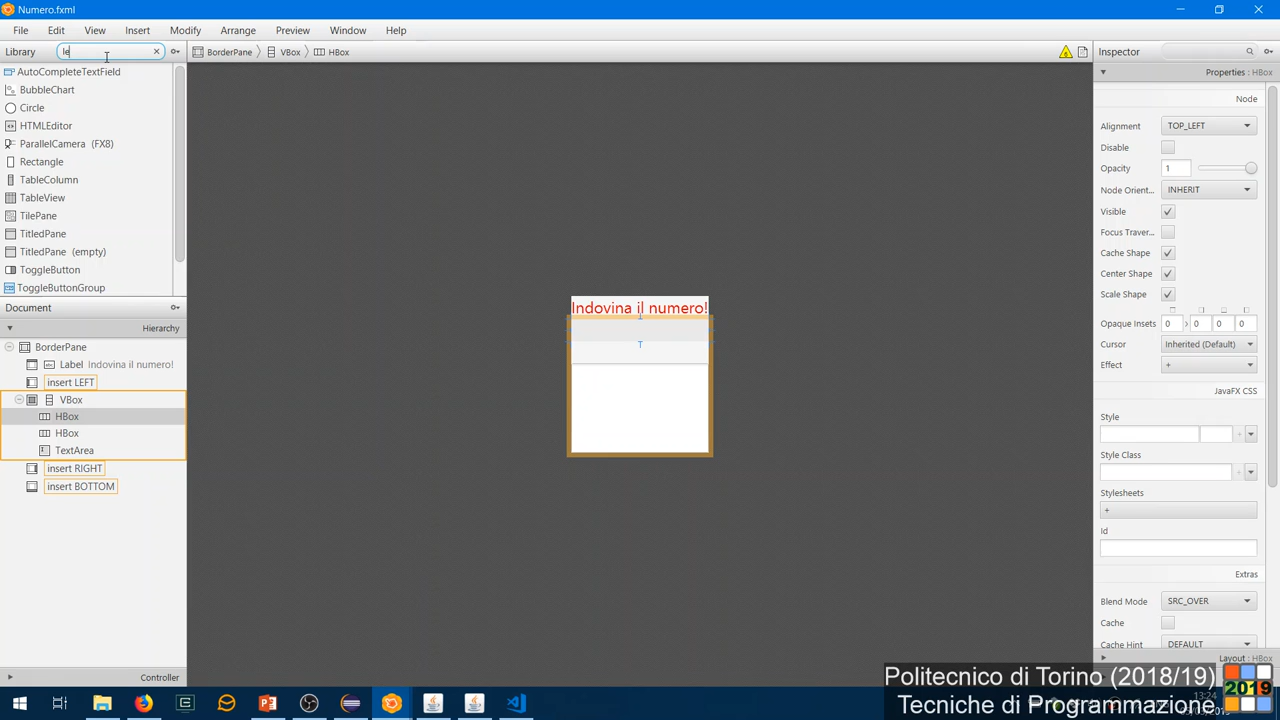 Numero.fxml
File Edit View Insert Modify Arrange Preview Window Help
Library le
BorderPane VBox HBox
Inspector
AutoCompleteTextField
BubbleChart
Circle
HTMLEditor
ParallelCamera (FX8)
Rectangle
TableColumn
TableView
TilePane
TitledPane
TitledPane (empty)
ToggleButton
ToggleButtonGroup
Document
Hierarchy
BorderPane
Label Indovina il numero!
insert LEFT
VBox
HBox
HBox
TextArea
insert RIGHT
insert BOTTOM
Controller
Indovina il numero!
T
Properties : HBox
Node
Alignment TOP_LEFT
Disable
Opacity 1
Node Orient... INHERIT
Visible
Focus Traver...
Cache Shape
Center Shape
Scale Shape
Opaque Insets 0 0 0 0
Cursor Inherited (Default)
Effect +
JavaFX CSS
Style
Style Class
Stylesheets
+
Id
Extras
Blend Mode SRC_OVER
Cache
Cache Hint DEFAULT
Layout : HBox
Politecnico di Torino (2018/19)
Tecniche di Programmazione
2019
13:24